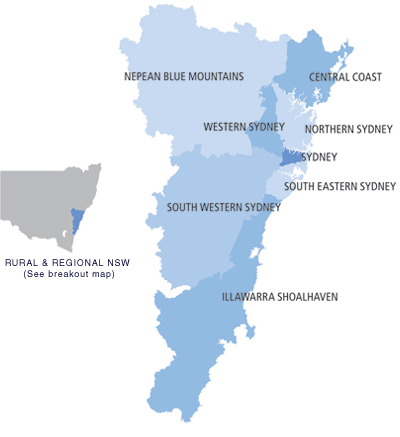 NEPEAN BLUE MOUNTAINS
CENTRAL COAST
WESTERN SYDNEY
NORTHERN SYDNEY
SYDNEY
SOUTH EASTERN SYDNEY
SOUTH WESTERN SYDNEY
RURAL & REGIONAL NSW
(See breakout map)
ILLAWARRA SHOALHAVEN